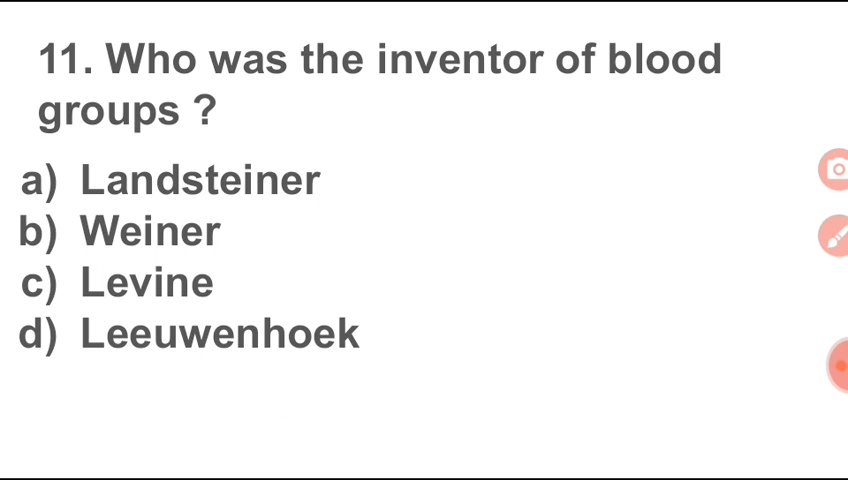 11. Who was the inventor of blood
groups ?
a) Landsteiner
b) Weiner
c) Levine
d) Leeuwenhoek